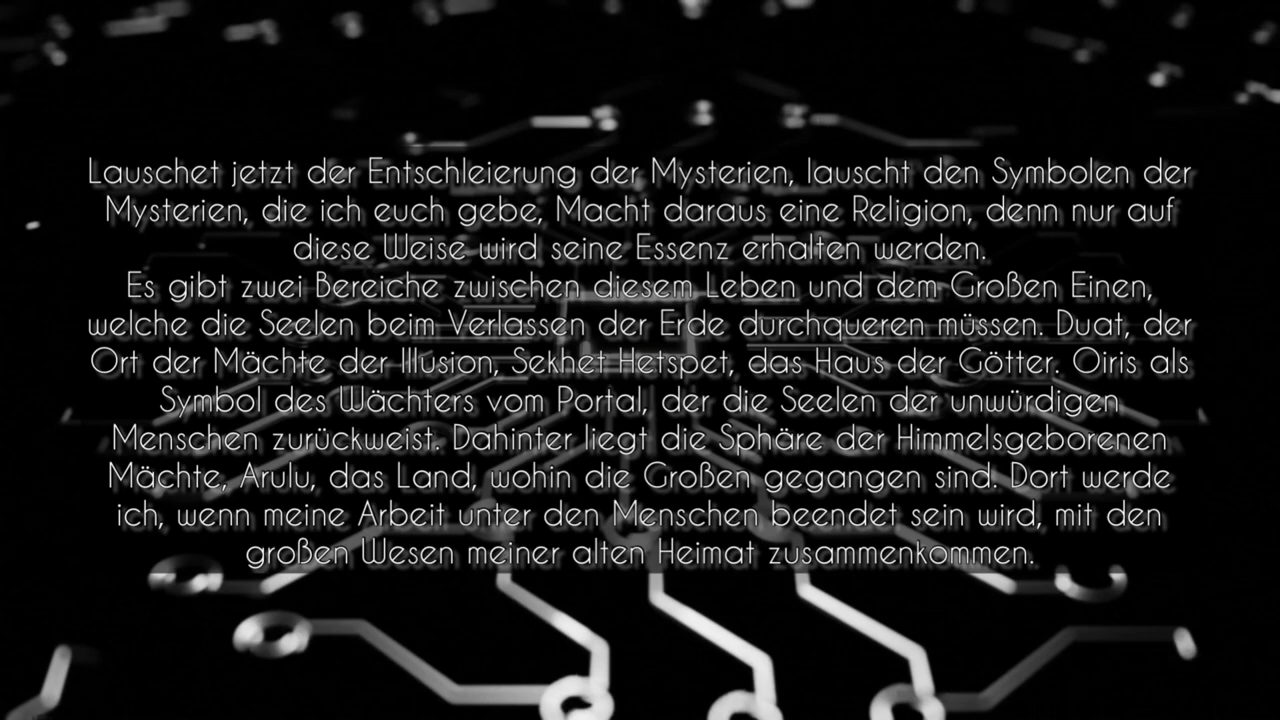 Lauschet jetzt der Entschleierung der Mysterien, lauscht den Symbolen der
Mysterien, die ich euch gebe, Macht daraus eine Religion, denn nur auf
diese Weise wird seine Essenz erhalten werden.
Es gibt zwei Bereiche zwischen diesem Leben und dem Großen Einen,
welche die Seelen beim Verlassen der Erde durchqueren müssen. Duat, der
Ort der Mächte der Illusion, Sekhet Hetspet, das Haus der Götter. Oiris als
Symbol des Wächters vom Portal, der die Seelen der unwürdigen
Menschen zurückweist. Dahinter liegt die Sphäre der Himmelsgeborenen
Mächte, Arulu, das Land, wohin die Großen gegangen sind. Dort werde
ich, wenn meine Arbeit unter den Menschen beendet sein wird, mit den
großen Wesen meiner alten Heimat zusammenkommen.